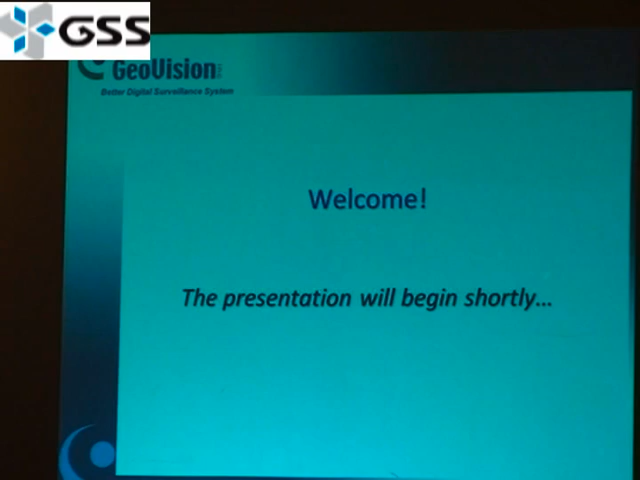 GSS
GeoVision
Better Digital Surveillance System
Welcome!
The presentation will begin shortly...